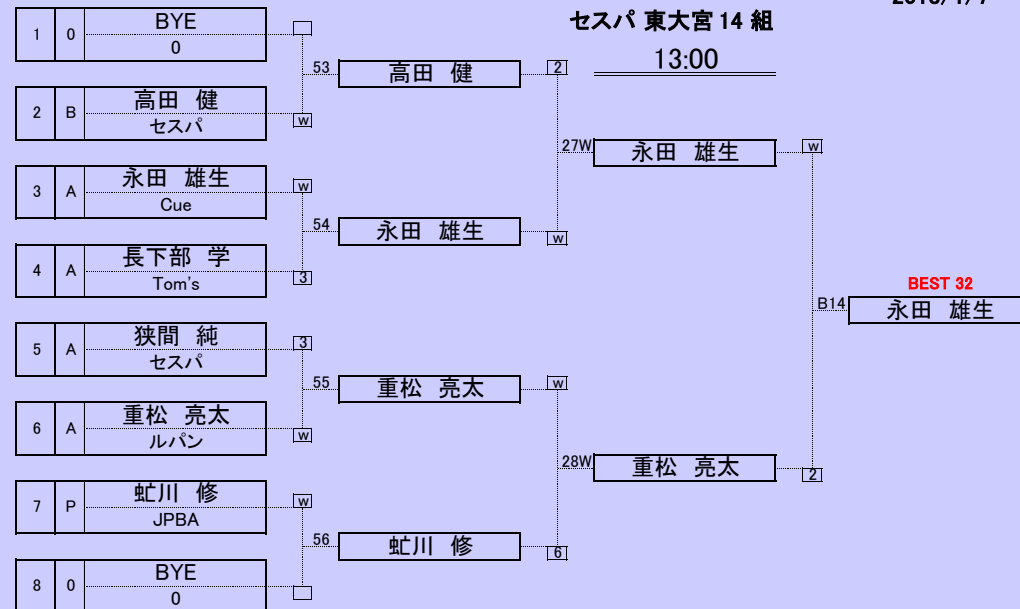 セスパ 東大宮 14 組
13:00
1 0 BYE
0
2 B 高田 健 w
セスパ
53 高田 健 2
3 A 永田 雄生 w
Cue
4 A 長下部 学 3
Tom's
54 永田 雄生 w
27W 永田 雄生 w
5 A 狭間 純 3
セスパ
6 A 重松 亮太 w
ルパン
55 重松 亮太 w
7 P 虻川 修 w
JPBA
8 0 BYE
0
56 虻川 修 6
28W 重松 亮太 2
BEST 32
B14 永田 雄生